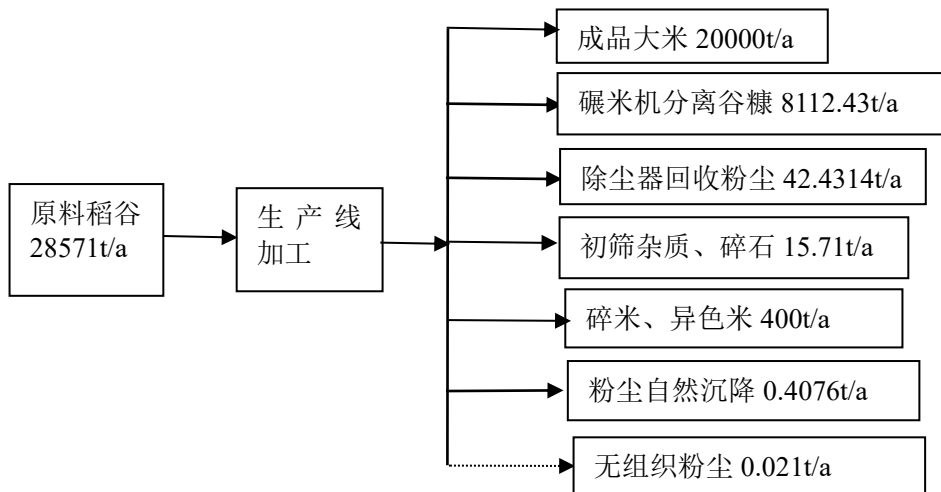 原料稻谷
28571t/a
生产线
加工
成品大米 20000t/a
碾米机分离谷糠 8112.43t/a
除尘器回收粉尘 42.4314t/a
初筛杂质、碎石 15.71t/a
碎米、异色米 400t/a
粉尘自然沉降 0.4076t/a
无组织粉尘 0.021t/a